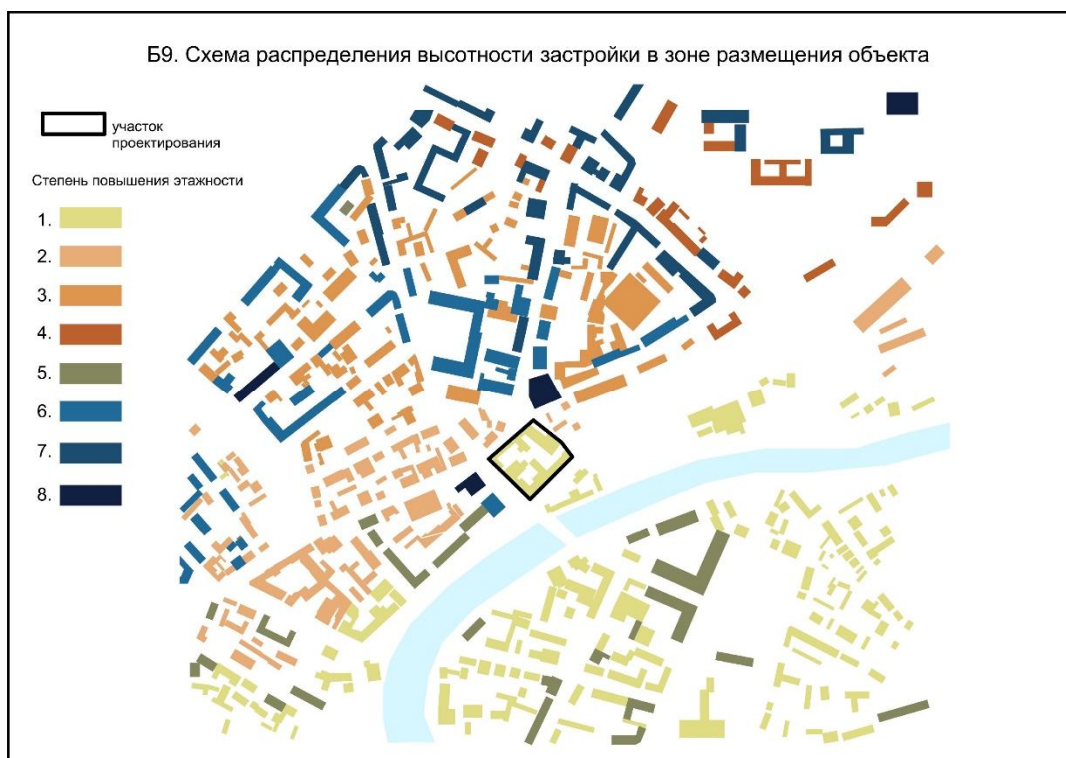 Б9. Схема распределения высотности застройки в зоне размещения объекта
участок
проектирования
Степень повышения этажности
1.
2.
3.
4.
5.
6.
7.
8.